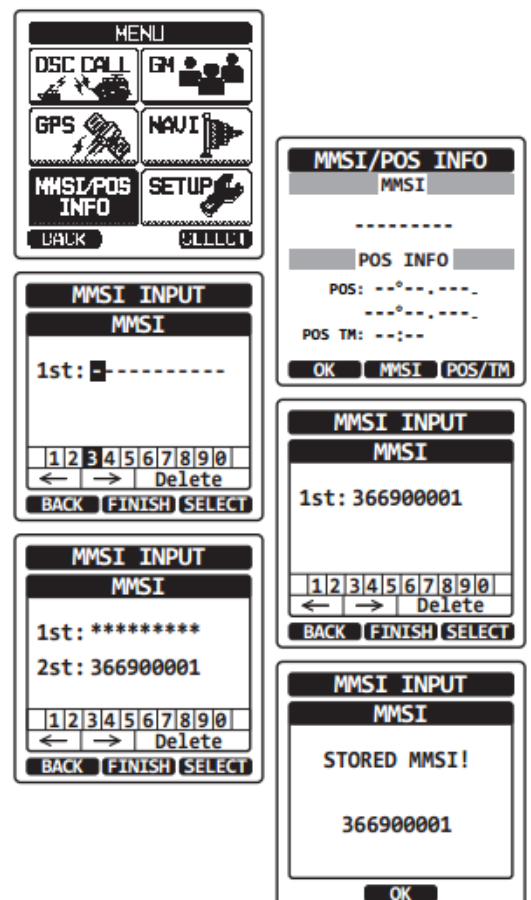 MENU
DSC CALL GM
GPS NAVI
MMSI/POS INFO SETUP
BACK SELECT
MMSI/POS INFO
MMSI
---------
POS INFO
POS: --°--.---_
---°--.---_
POS TM: --:--
OK MMSI POS/TM
MMSI INPUT
MMSI
1st: ----------
1 2 3 4 5 6 7 8 9 0
← → Delete
BACK FINISH SELECT
MMSI INPUT
MMSI
1st: 366900001
1 2 3 4 5 6 7 8 9 0
← → Delete
BACK FINISH SELECT
MMSI INPUT
MMSI
1st: *********
2st: 366900001
1 2 3 4 5 6 7 8 9 0
← → Delete
BACK FINISH SELECT
MMSI INPUT
MMSI
STORED MMSI!
366900001
OK